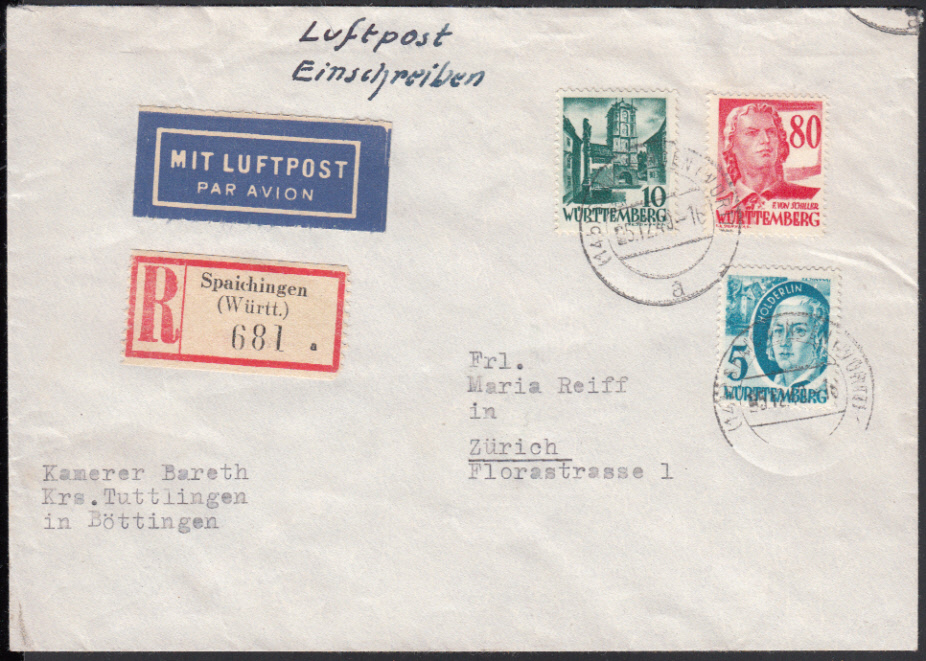 Luftpost
Einschreiben
MIT LUFTPOST
PAR AVION
10
WÜRTTEMBERG
80
F. VON SCHILLER
WÜRTTEMBERG
R
Spaichingen
(Württ.)
681 a
HÖLDERLIN
5
WÜRTTEMBERG
a
Frl.
Maria Reiff
in
Zürich
Florastrasse 1
Kamerer Bareth
Krs.Tuttlingen
in Böttingen